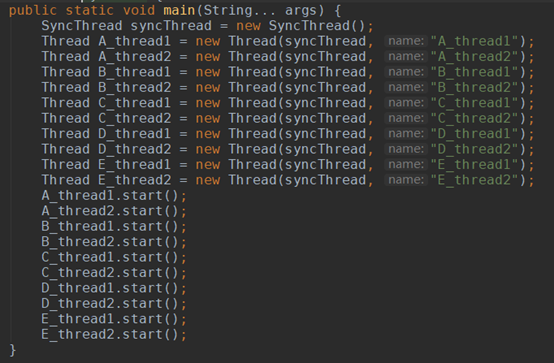 public static void main(String... args) {
    SyncThread syncThread = new SyncThread();
    Thread A_thread1 = new Thread(syncThread, name: "A_thread1");
    Thread A_thread2 = new Thread(syncThread, name: "A_thread2");
    Thread B_thread1 = new Thread(syncThread, name: "B_thread1");
    Thread B_thread2 = new Thread(syncThread, name: "B_thread2");
    Thread C_thread1 = new Thread(syncThread, name: "C_thread1");
    Thread C_thread2 = new Thread(syncThread, name: "C_thread2");
    Thread D_thread1 = new Thread(syncThread, name: "D_thread1");
    Thread D_thread2 = new Thread(syncThread, name: "D_thread2");
    Thread E_thread1 = new Thread(syncThread, name: "E_thread1");
    Thread E_thread2 = new Thread(syncThread, name: "E_thread2");
    A_thread1.start();
    A_thread2.start();
    B_thread1.start();
    B_thread2.start();
    C_thread1.start();
    C_thread2.start();
    D_thread1.start();
    D_thread2.start();
    E_thread1.start();
    E_thread2.start();
}